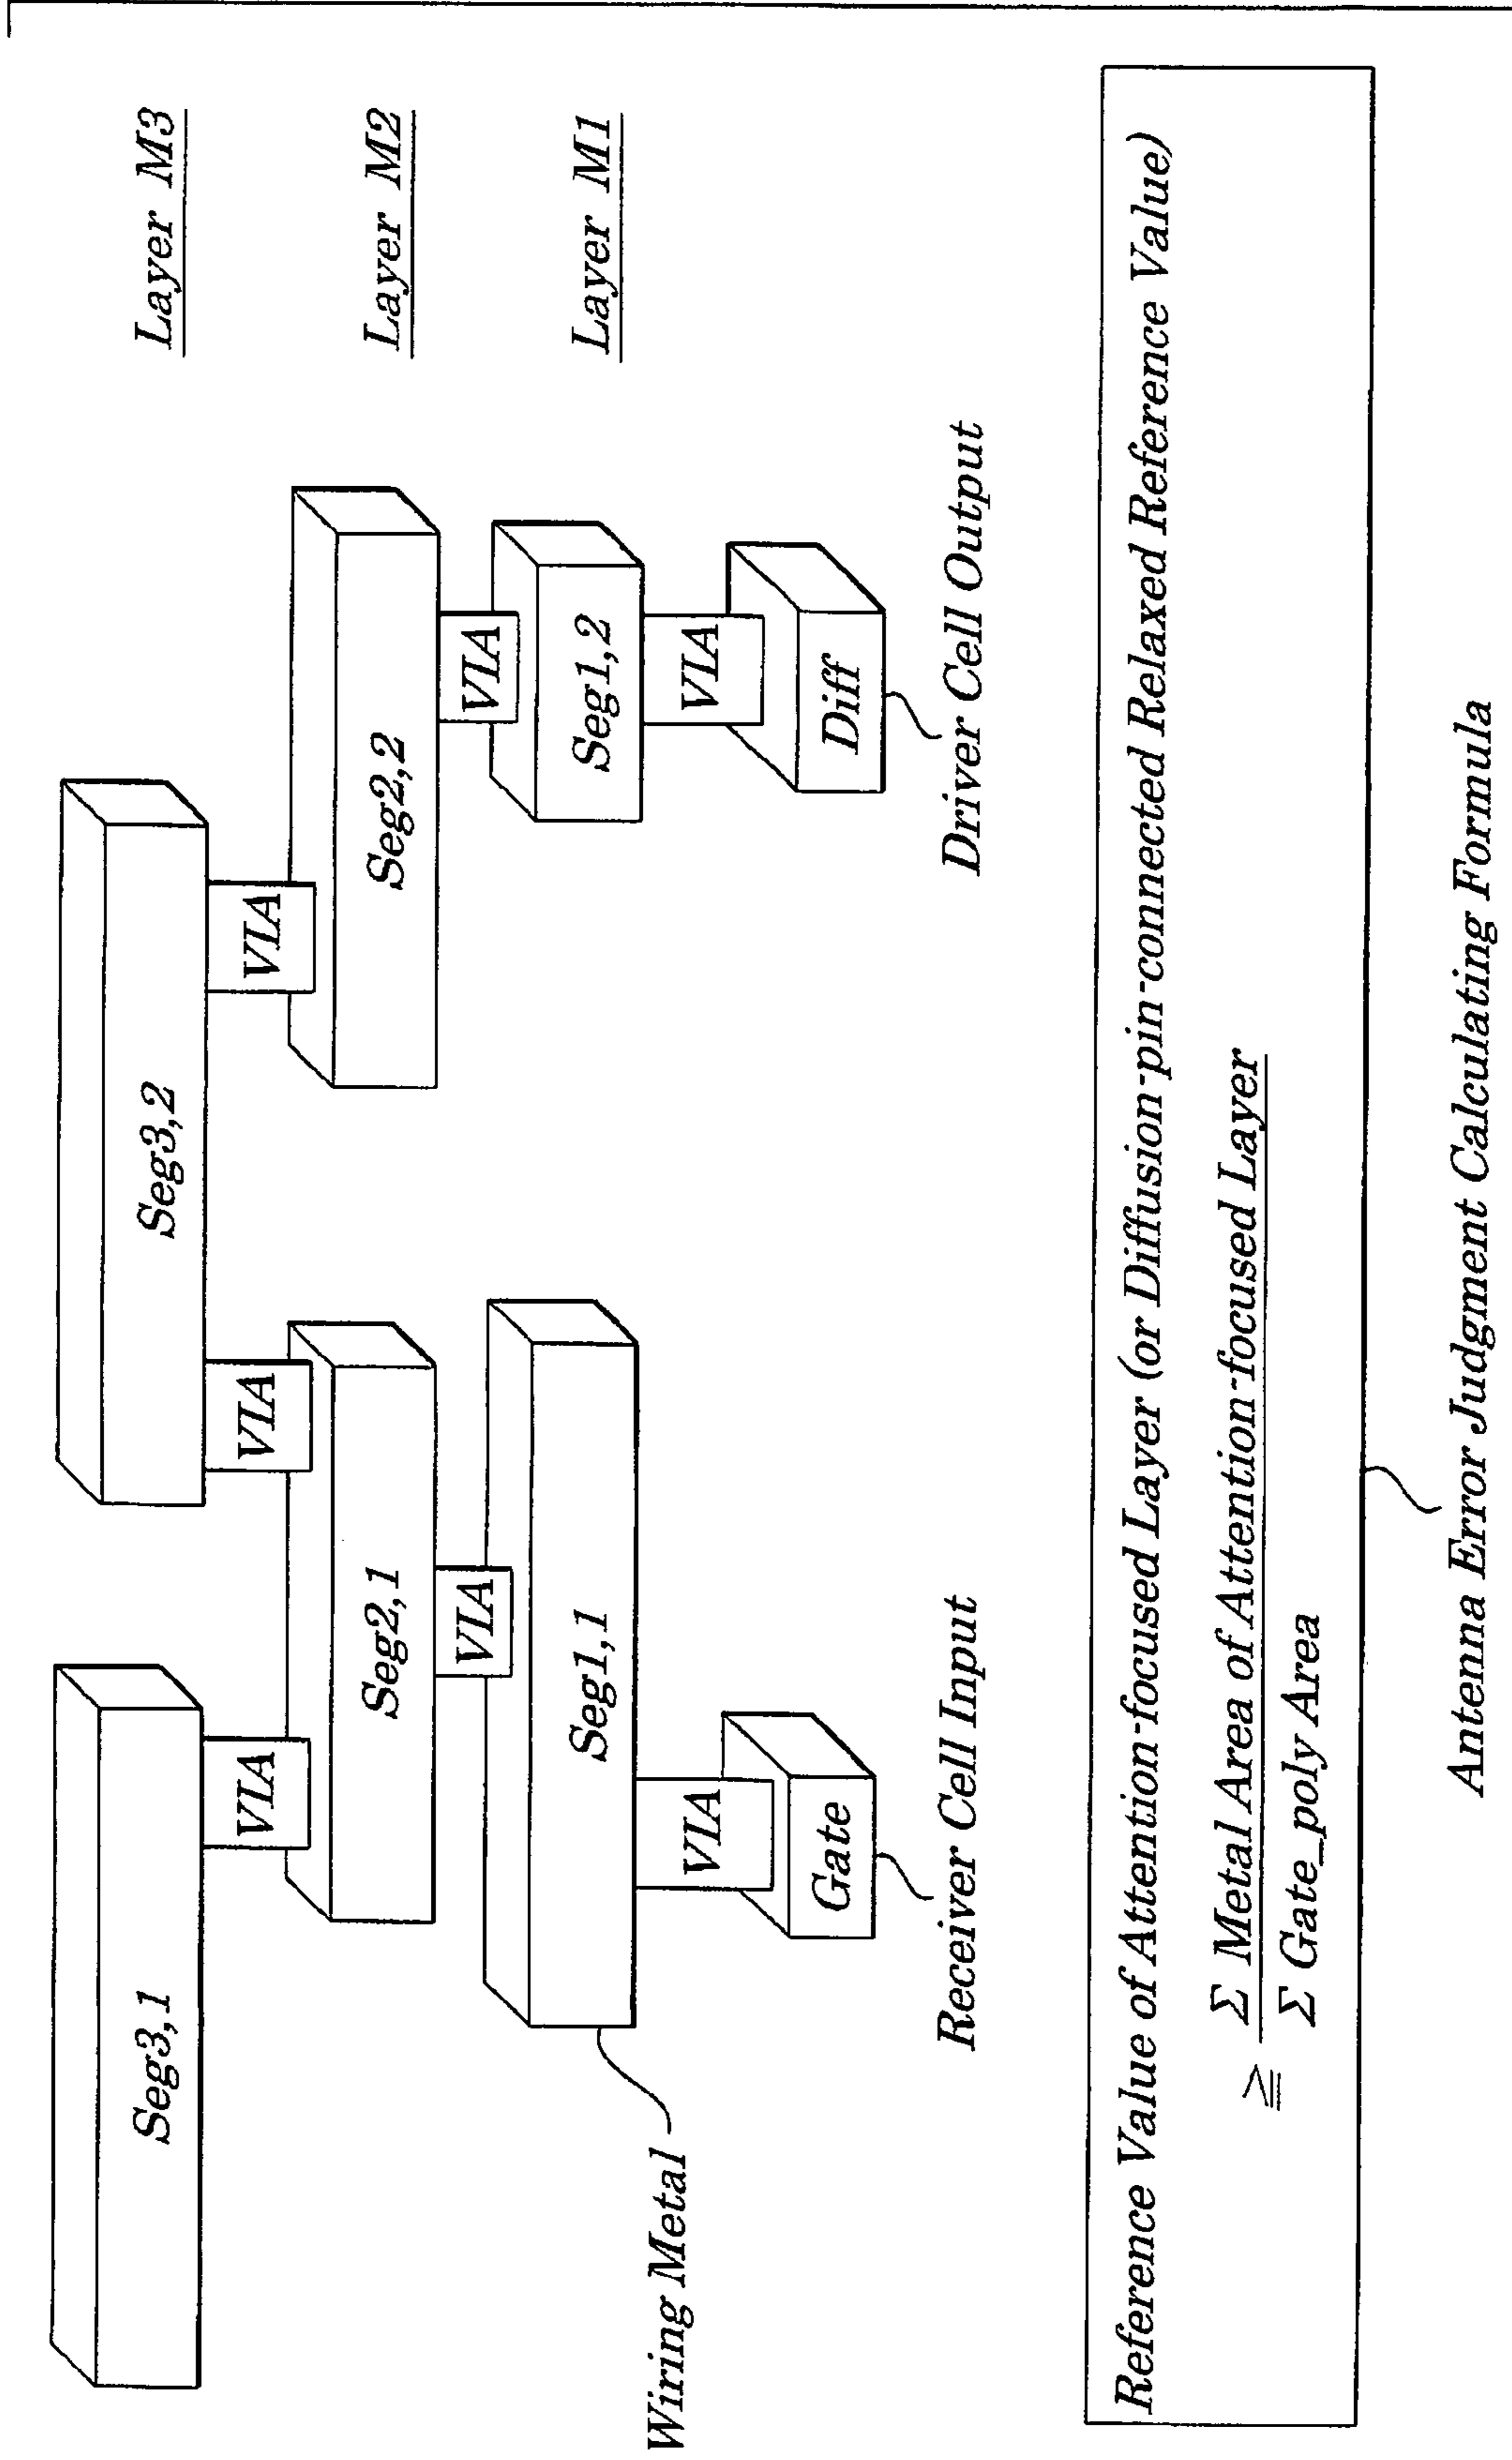 Layer M3
Seg3,1
Seg3,2
VIA
VIA
VIA
Layer M2
Seg2,1
Seg2,2
VIA
VIA
Layer M1
Seg1,1
Seg1,2
Wiring Metal
VIA
VIA
Gate
Diff
Receiver Cell Input
Driver Cell Output
Reference Value of Attention-focused Layer (or Diffusion-pin-connected Relaxed Reference Value)
≧ Σ Metal Area of Attention-focused Layer
Σ Gate_poly Area
Antenna Error Judgment Calculating Formula